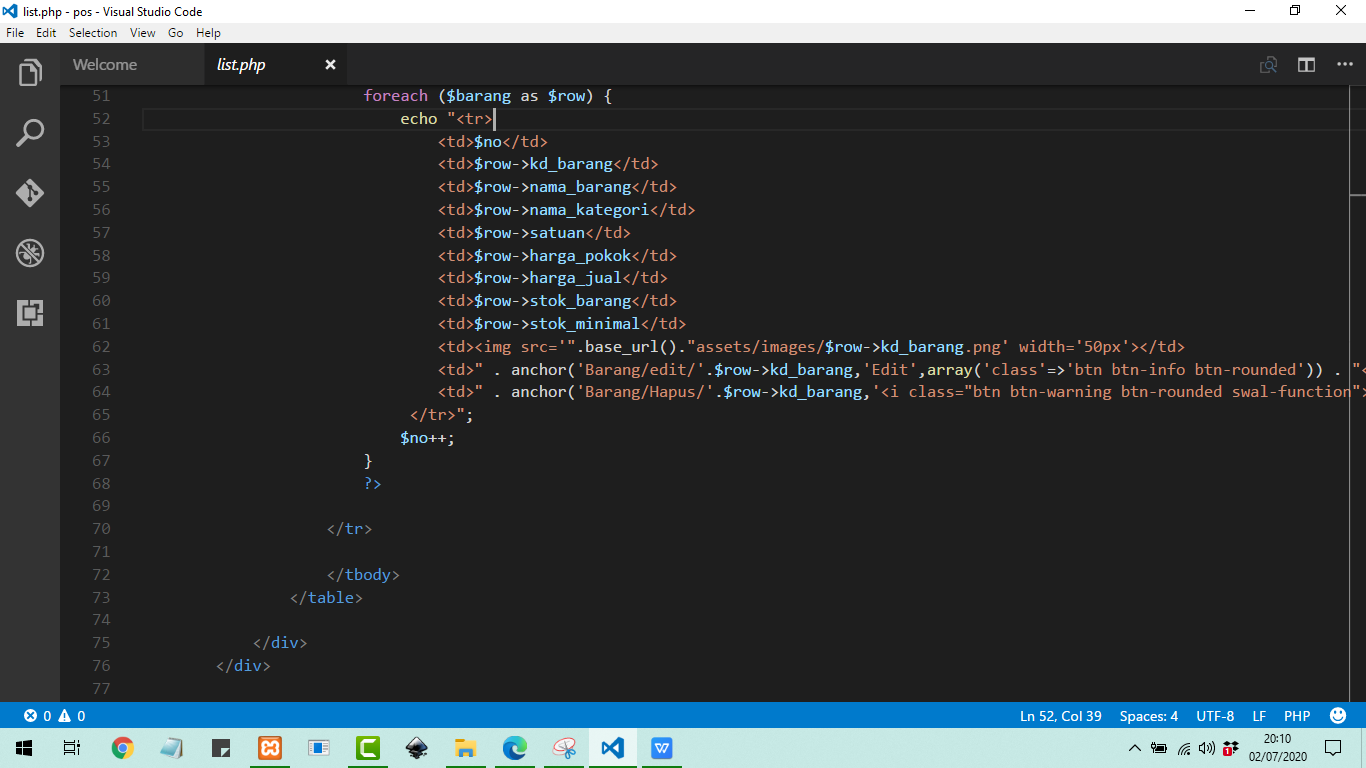 list.php - pos - Visual Studio Code
File Edit Selection View Go Help
Welcome list.php
51 foreach ($barang as $row) {
52 echo "<tr>
53 <td>$no</td>
54 <td>$row->kd_barang</td>
55 <td>$row->nama_barang</td>
56 <td>$row->nama_kategori</td>
57 <td>$row->satuan</td>
58 <td>$row->harga_pokok</td>
59 <td>$row->harga_jual</td>
60 <td>$row->stok_barang</td>
61 <td>$row->stok_minimal</td>
62 <td><img src='".base_url()."assets/images/$row->kd_barang.png' width='50px'></td>
63 <td>" . anchor('Barang/edit/'.$row->kd_barang,'Edit',array('class'=>'btn btn-info btn-rounded')) . "<
64 <td>" . anchor('Barang/Hapus/'.$row->kd_barang,'<i class="btn btn-warning btn-rounded swal-function">
65 </tr>";
66 $no++;
67 }
68 ?>
69
70 </tr>
71
72 </tbody>
73 </table>
74
75 </div>
76 </div>
77
0 0 Ln 52, Col 39 Spaces: 4 UTF-8 LF PHP
20:10
02/07/2020